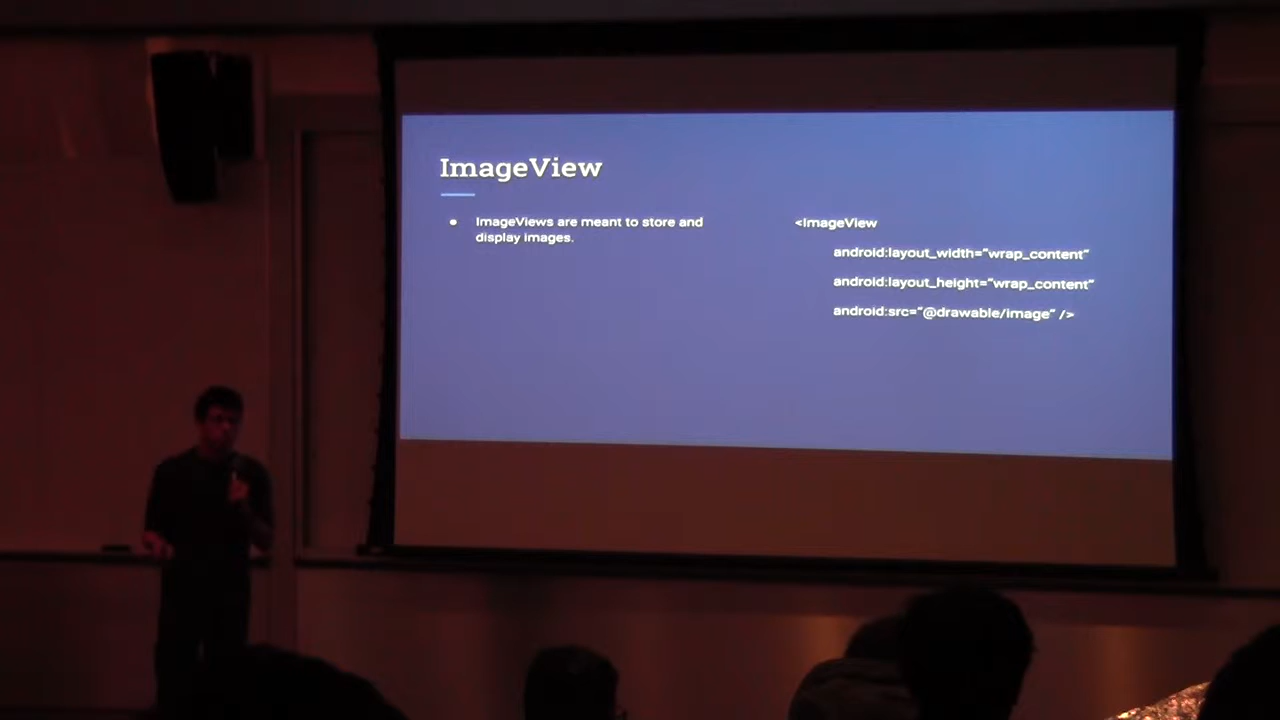 ImageView
● ImageViews are meant to store and
display images.
<ImageView
android:layout_width="wrap_content"
android:layout_height="wrap_content"
android:src="@drawable/image" />